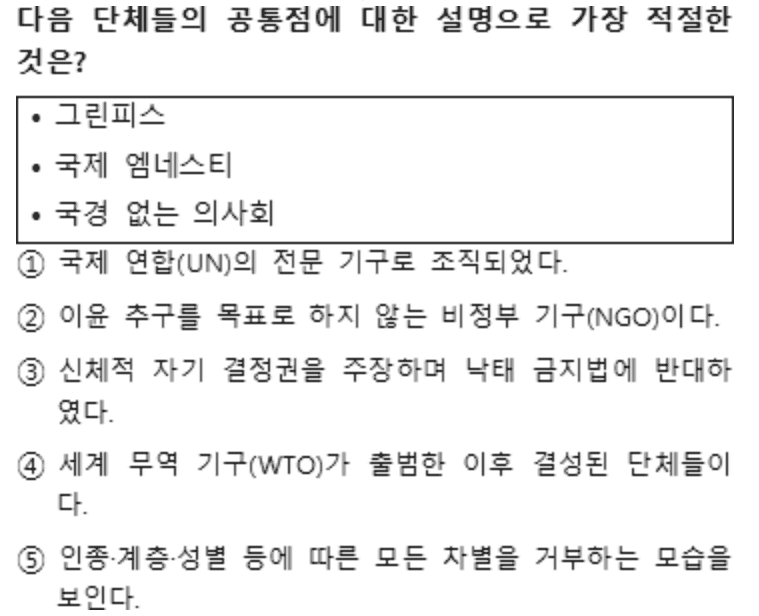 다음 단체들의 공통점에 대한 설명으로 가장 적절한
것은?
• 그린피스
• 국제 엠네스티
• 국경 없는 의사회
① 국제 연합(UN)의 전문 기구로 조직되었다.
② 이윤 추구를 목표로 하지 않는 비정부 기구(NGO)이다.
③ 신체적 자기 결정권을 주장하며 낙태 금지법에 반대하
였다.
④ 세계 무역 기구(WTO)가 출범한 이후 결성된 단체들이
다.
⑤ 인종·계층·성별 등에 따른 모든 차별을 거부하는 모습을
보인다.